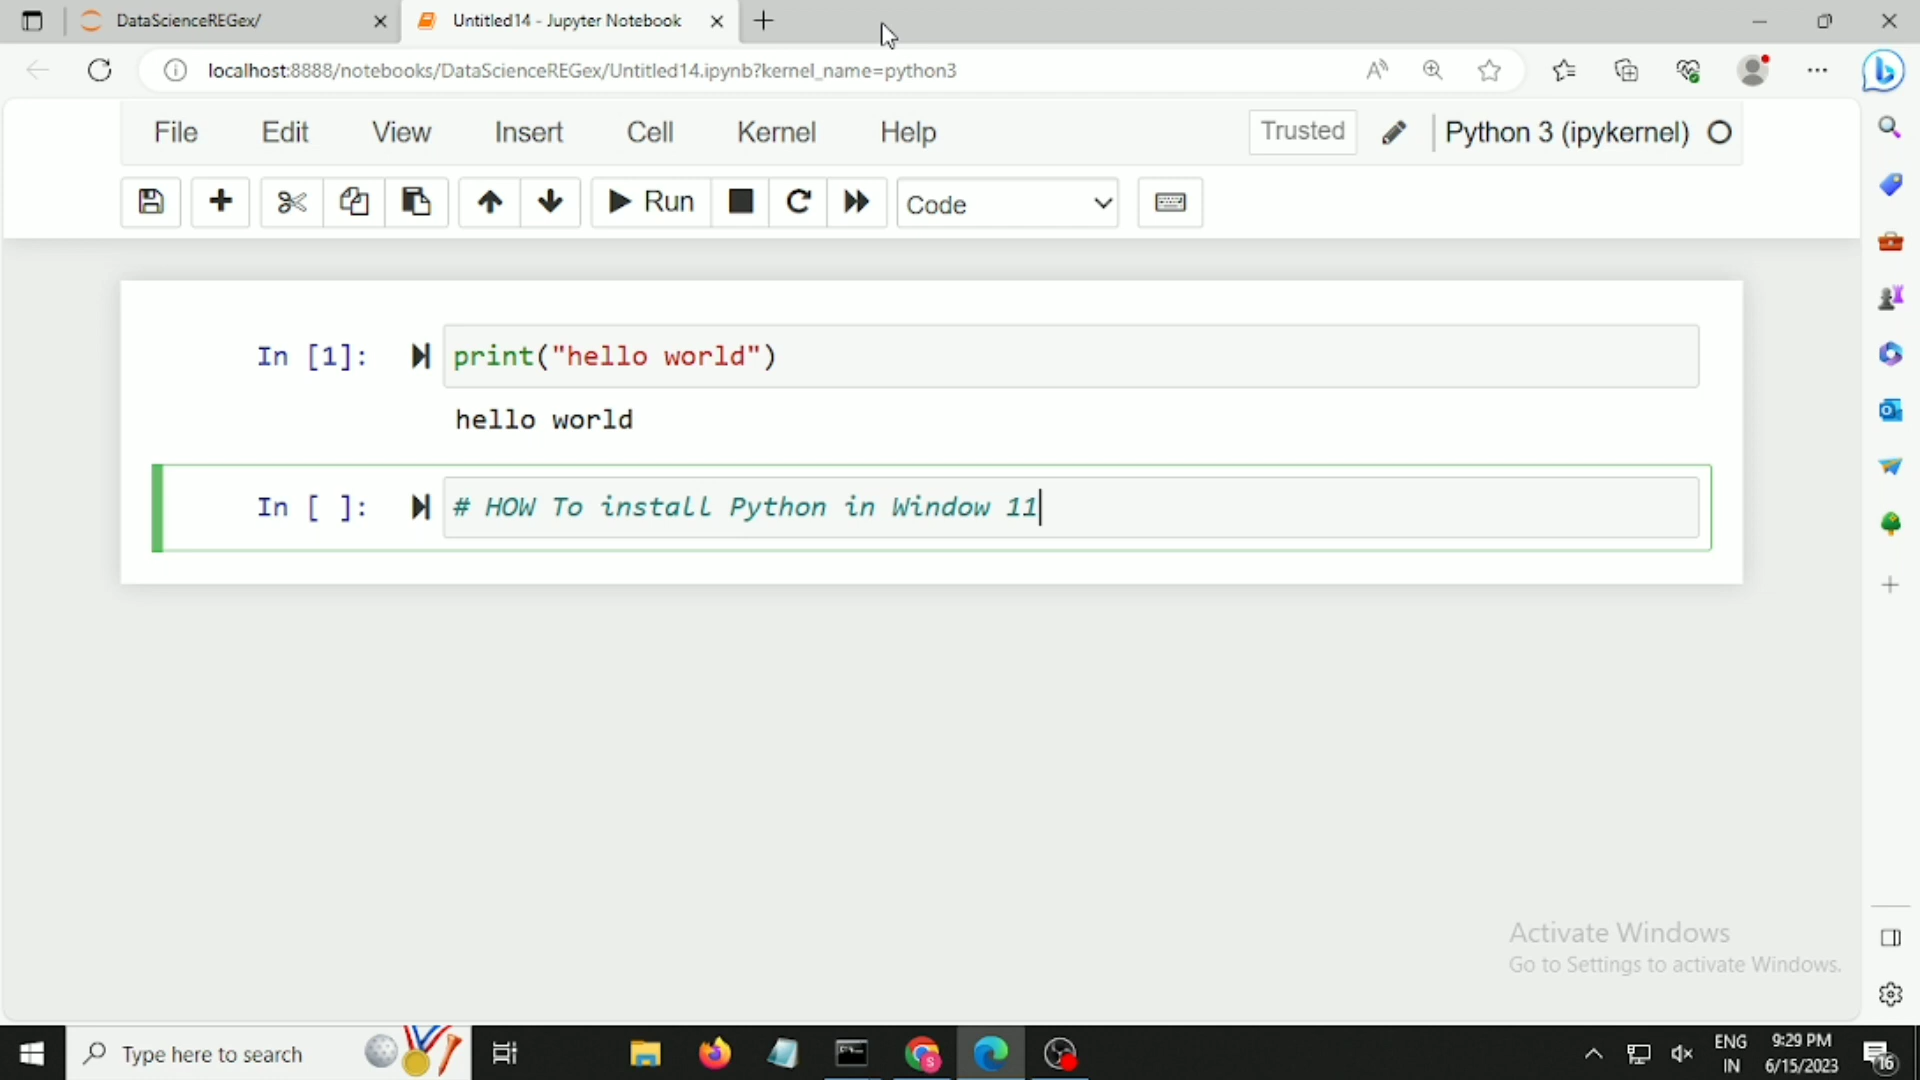 DataScienceREGex/
Untitled14 - Jupyter Notebook
localhost:8888/notebooks/DataScienceREGex/Untitled14.ipynb?kernel_name=python3
File Edit View Insert Cell Kernel Help Trusted Python 3 (ipykernel)
Run Code
In [1]: print("hello world")
hello world
In [ ]: # HOW To install Python in Window 11
Activate Windows
Go to Settings to activate Windows.
Type here to search
ENG
IN
9:29 PM
6/15/2023
16